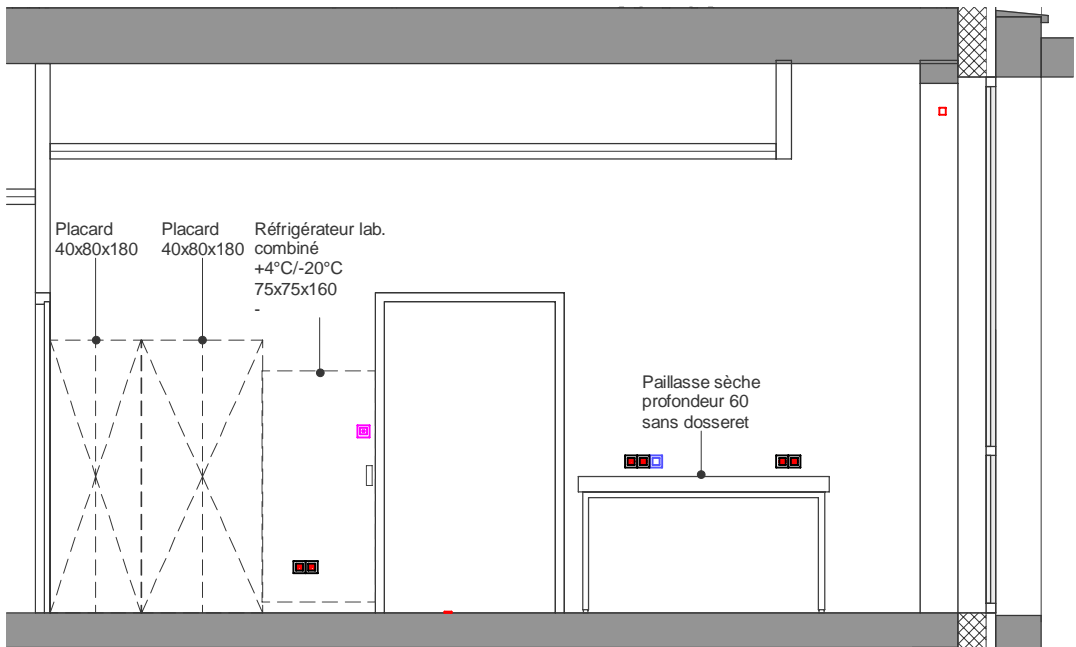 Placard
40x80x180
Placard
40x80x180
Réfrigérateur lab.
combiné
+4°C/-20°C
75x75x160
-
Paillasse sèche
profondeur 60
sans dosseret